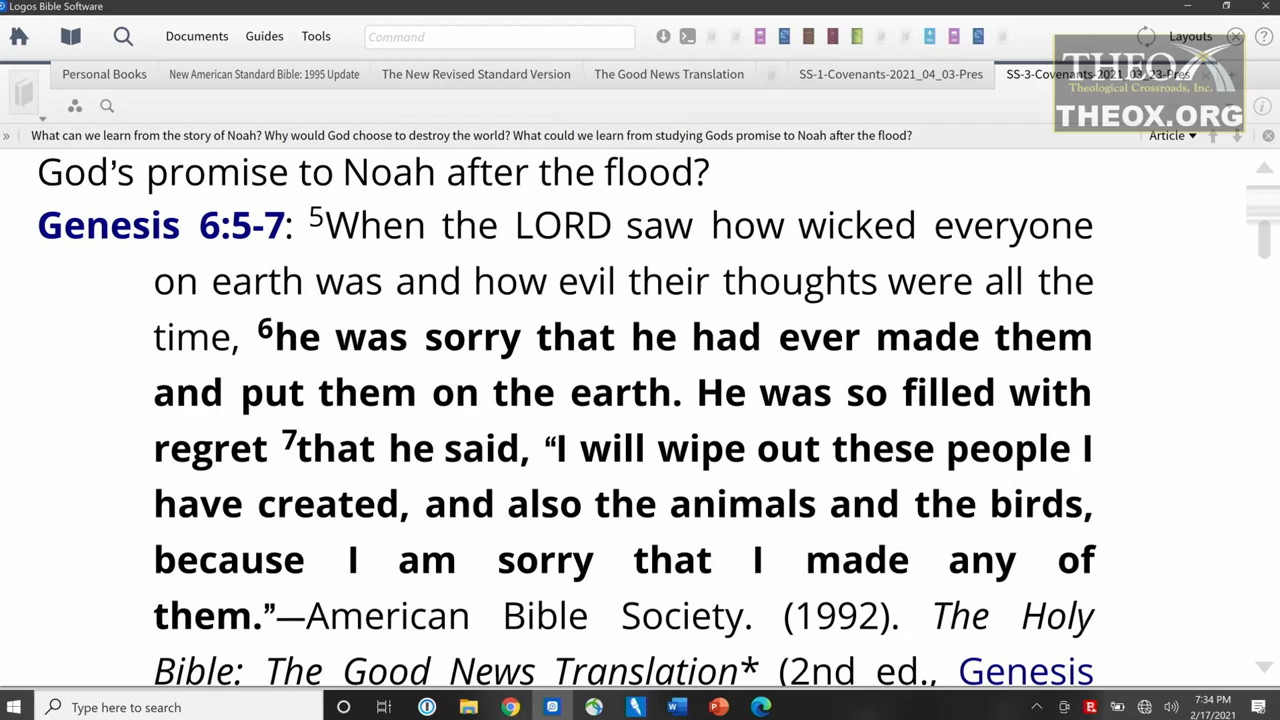 Logos Bible Software
Documents Guides Tools Command Layouts
Personal Books New American Standard Bible: 1995 Update The New Revised Standard Version The Good News Translation SS-1-Covenants-2021_04_03-Pres SS-3-Covenants-2021_03_23-Pres
THEOX
Theological Crossroads, Inc.
THEOX.ORG
» What can we learn from the story of Noah? Why would God choose to destroy the world? What could we learn from studying Gods promise to Noah after the flood? Article
God's promise to Noah after the flood?
Genesis 6:5-7: 5When the LORD saw how wicked everyone
on earth was and how evil their thoughts were all the
time, 6he was sorry that he had ever made them
and put them on the earth. He was so filled with
regret 7that he said, “I will wipe out these people I
have created, and also the animals and the birds,
because I am sorry that I made any of
them.”—American Bible Society. (1992). The Holy
Bible: The Good News Translation* (2nd ed., Genesis
Type here to search
7:34 PM
2/17/2021